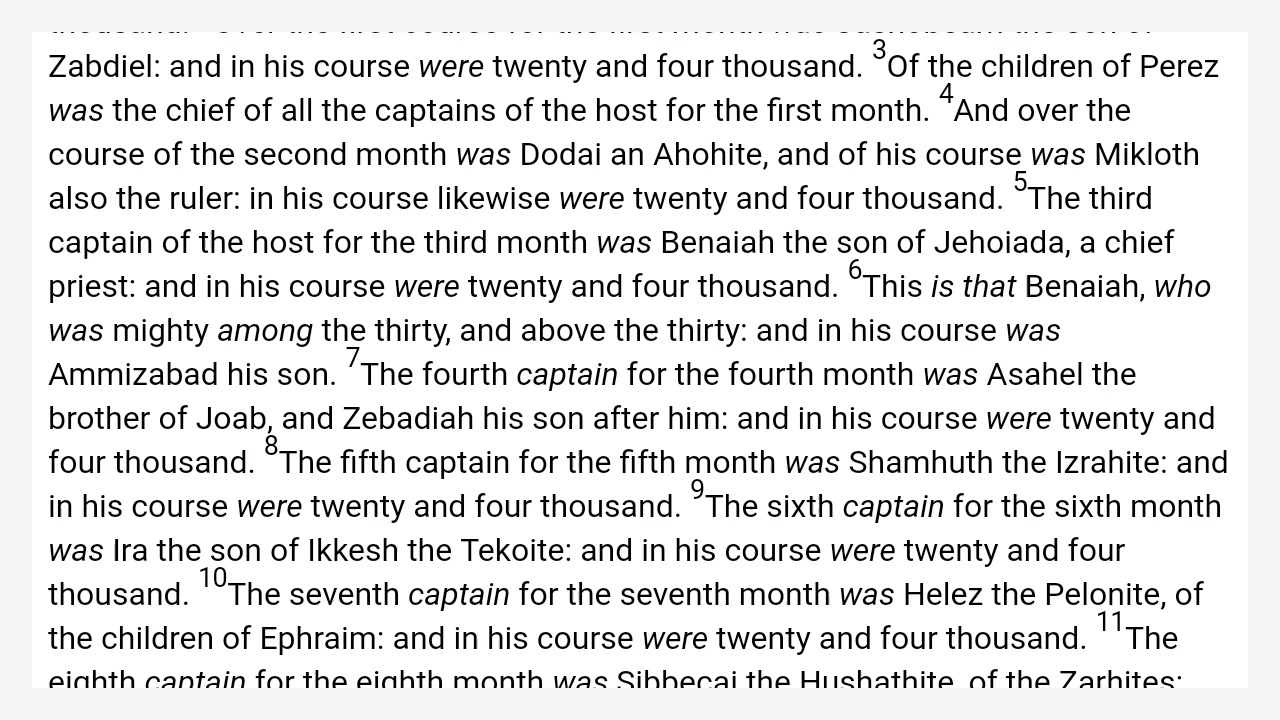 Zabdiel: and in his course were twenty and four thousand. 3Of the children of Perez
was the chief of all the captains of the host for the first month. 4And over the
course of the second month was Dodai an Ahohite, and of his course was Mikloth
also the ruler: in his course likewise were twenty and four thousand. 5The third
captain of the host for the third month was Benaiah the son of Jehoiada, a chief
priest: and in his course were twenty and four thousand. 6This is that Benaiah, who
was mighty among the thirty, and above the thirty: and in his course was
Ammizabad his son. 7The fourth captain for the fourth month was Asahel the
brother of Joab, and Zebadiah his son after him: and in his course were twenty and
four thousand. 8The fifth captain for the fifth month was Shamhuth the Izrahite: and
in his course were twenty and four thousand. 9The sixth captain for the sixth month
was Ira the son of Ikkesh the Tekoite: and in his course were twenty and four
thousand. 10The seventh captain for the seventh month was Helez the Pelonite, of
the children of Ephraim: and in his course were twenty and four thousand. 11The
eighth captain for the eighth month was Sibbecai the Hushathite, of the Zarhites: